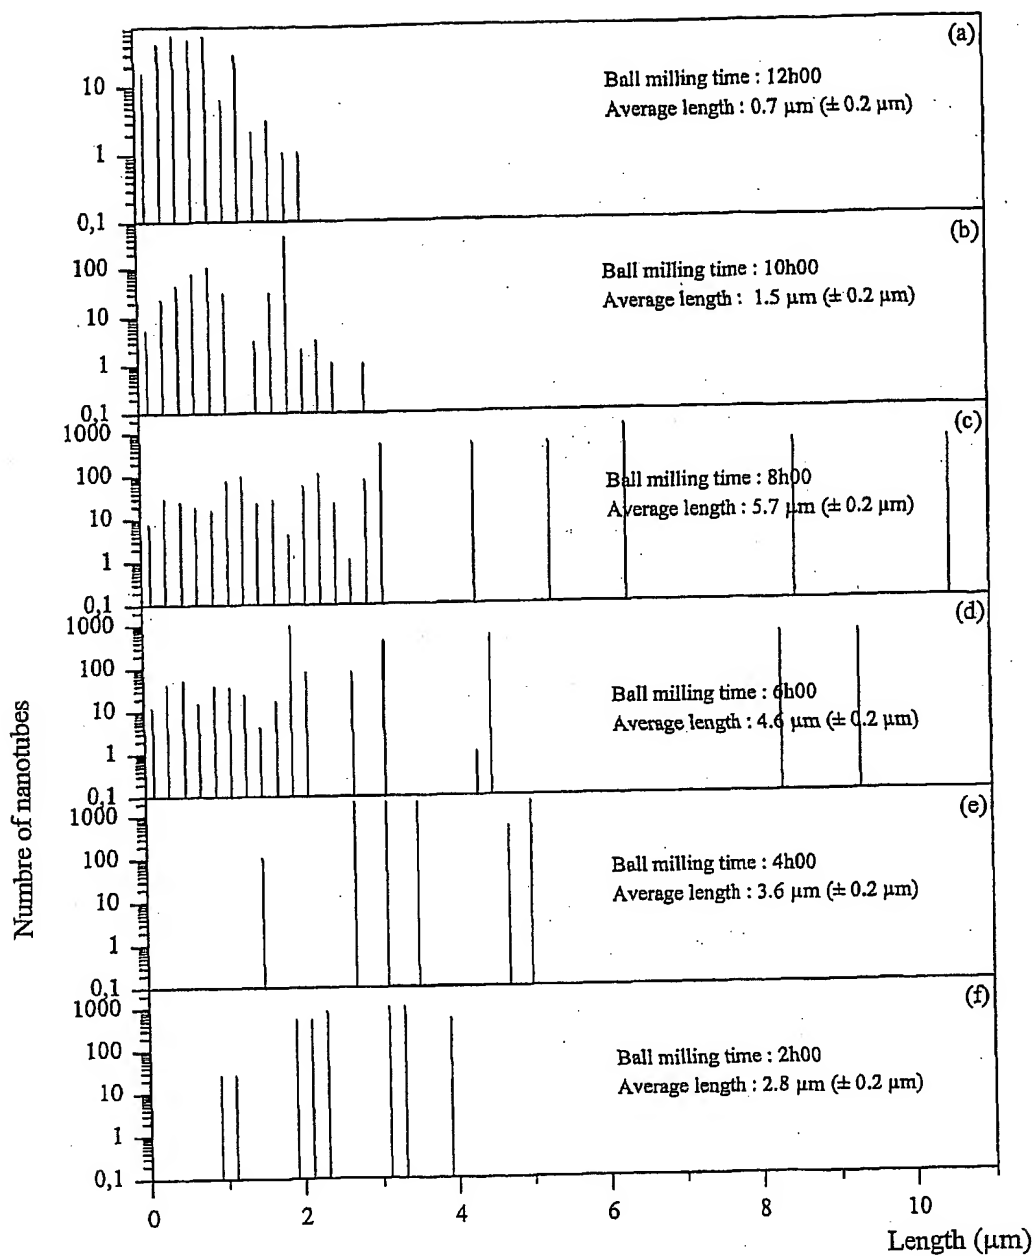 (a)
10
1
0,1
Ball milling time : 12h00
Average length : 0.7 µm (± 0.2 µm)
(b)
100
10
1
0,1
Ball milling time : 10h00
Average length : 1.5 µm (± 0.2 µm)
(c)
1000
100
10
1
0,1
Ball milling time : 8h00
Average length : 5.7 µm (± 0.2 µm)
(d)
1000
100
10
1
0,1
Ball milling time : 6h00
Average length : 4.6 µm (± 0.2 µm)
(e)
1000
100
10
1
0,1
Ball milling time : 4h00
Average length : 3.6 µm (± 0.2 µm)
(f)
1000
100
10
1
0,1
Ball milling time : 2h00
Average length : 2.8 µm (± 0.2 µm)
Numbre of nanotubes
0 2 4 6 8 10
Length (µm)